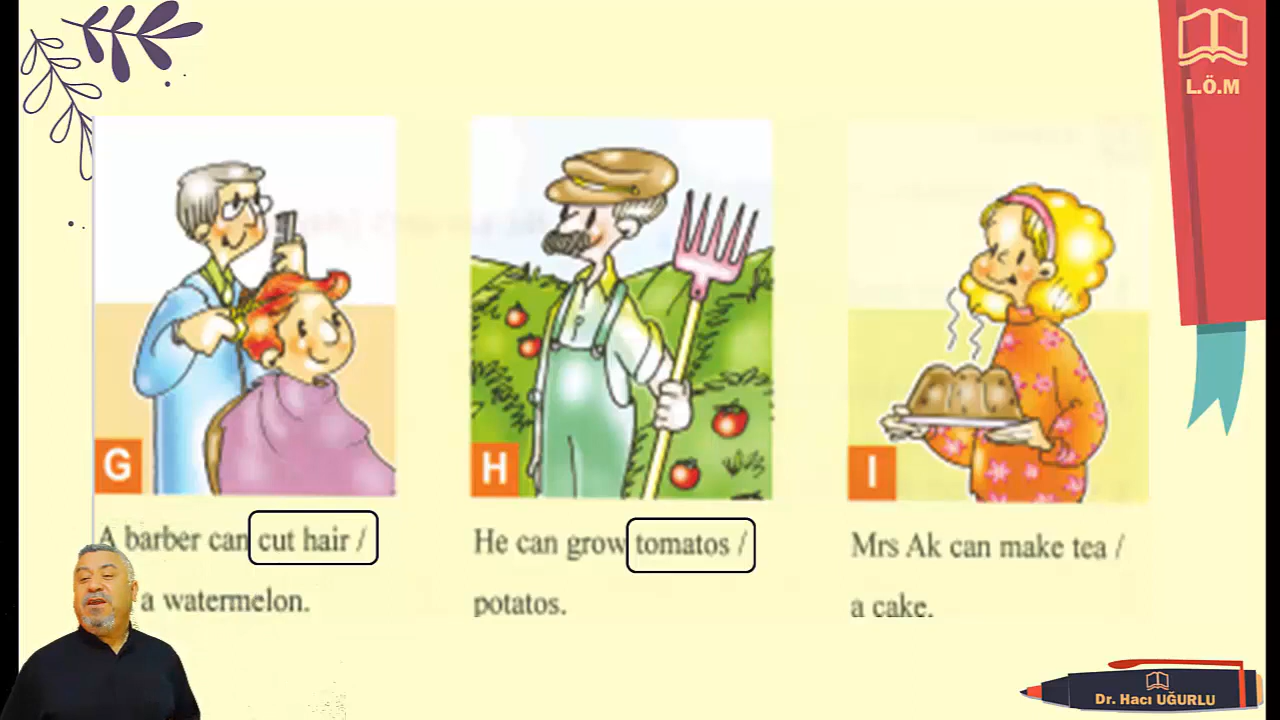 L.Ö.M
G
H
I
A barber can cut hair /
a watermelon.
He can grow tomatos /
potatos.
Mrs Ak can make tea /
a cake.
Dr. Hacı UĞURLU